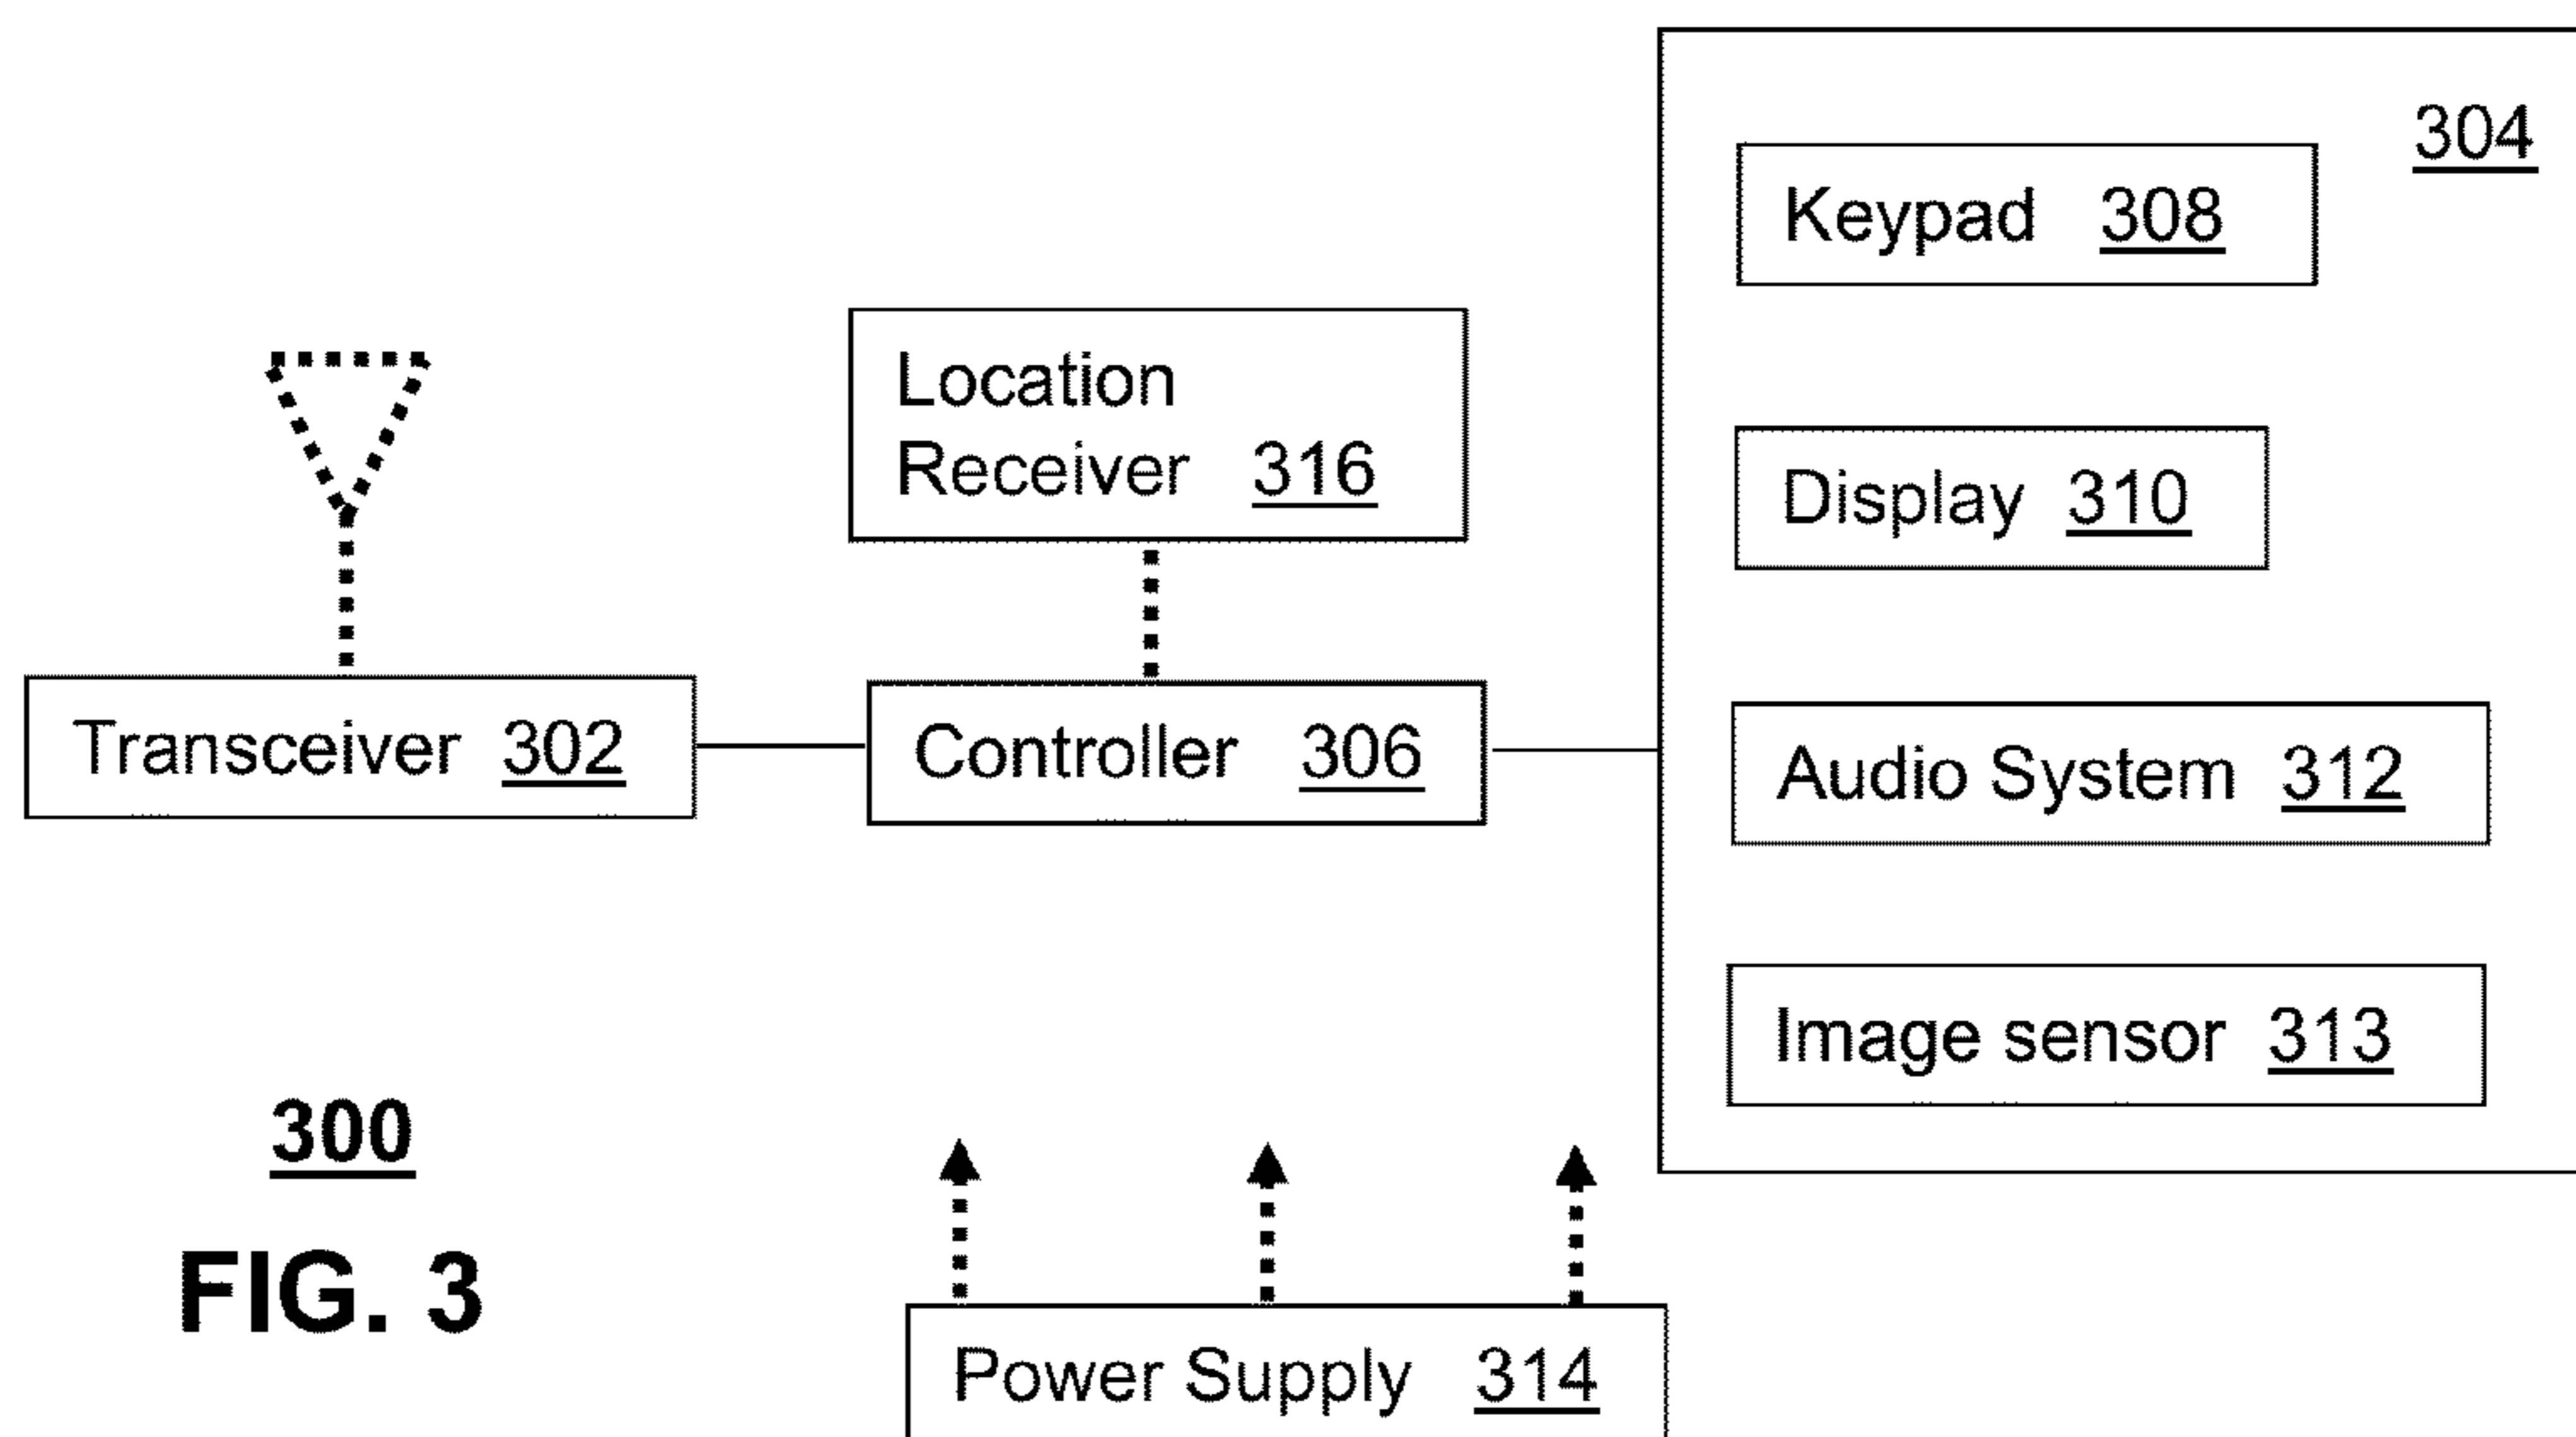 304
Keypad 308
Location
Receiver 316
Display 310
Transceiver 302
Controller 306
Audio System 312
Image sensor 313
300
FIG. 3
Power Supply 314